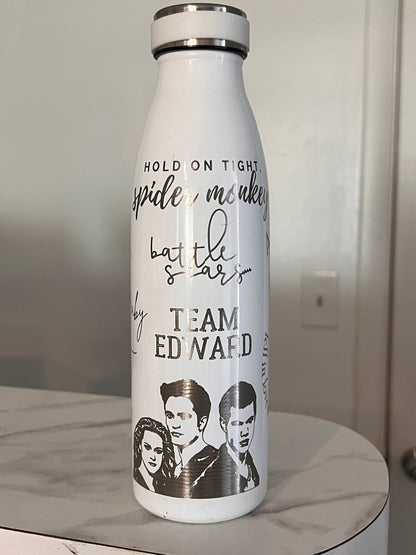 HOLD ON TIGHT,
spider monkey
battle
scars....
TEAM
EDWARD